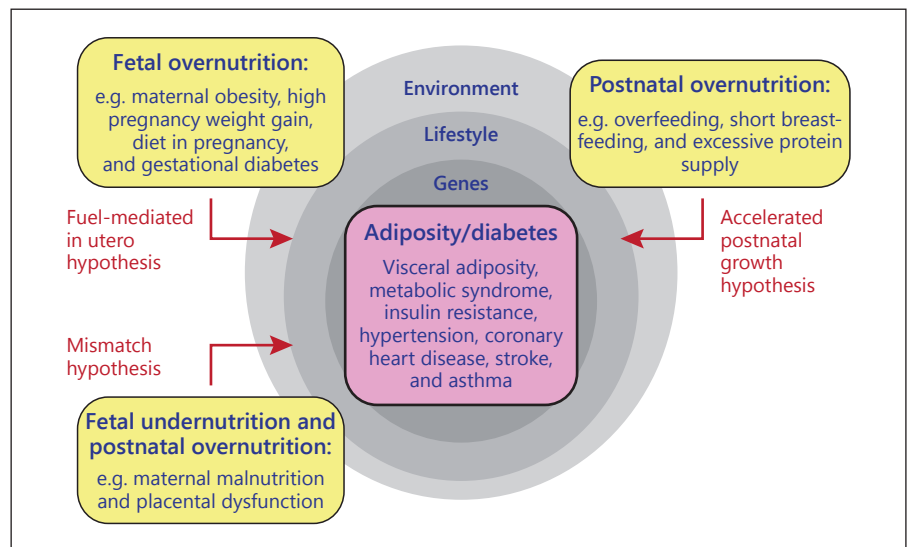 Fetal overnutrition:
e.g. maternal obesity, high
pregnancy weight gain,
diet in pregnancy,
and gestational diabetes
Environment
Lifestyle
Genes
Postnatal overnutrition:
e.g. overfeeding, short breast-
feeding, and excessive protein
supply
Fuel-mediated
in utero
hypothesis
Adiposity/diabetes
Visceral adiposity,
metabolic syndrome,
insulin resistance,
hypertension, coronary
heart disease, stroke,
and asthma
Accelerated
postnatal
growth
hypothesis
Mismatch
hypothesis
Fetal undernutrition and
postnatal overnutrition:
e.g. maternal malnutrition
and placental dysfunction